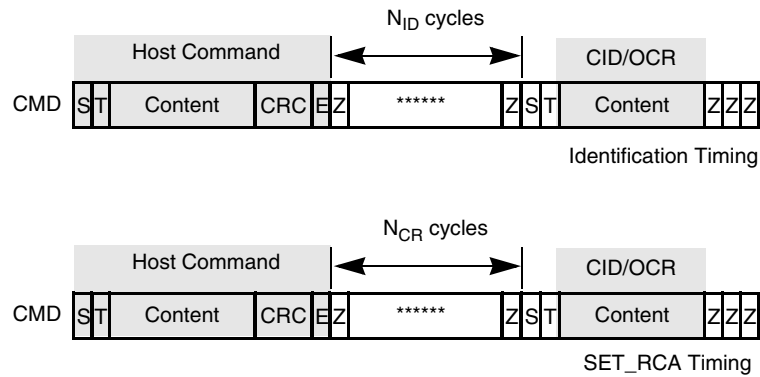 N_ID cycles
Host Command CID/OCR
CMD S T Content CRC E Z ****** Z S T Content Z Z Z
Identification Timing
N_CR cycles
Host Command CID/OCR
CMD S T Content CRC E Z ****** Z S T Content Z Z Z
SET_RCA Timing